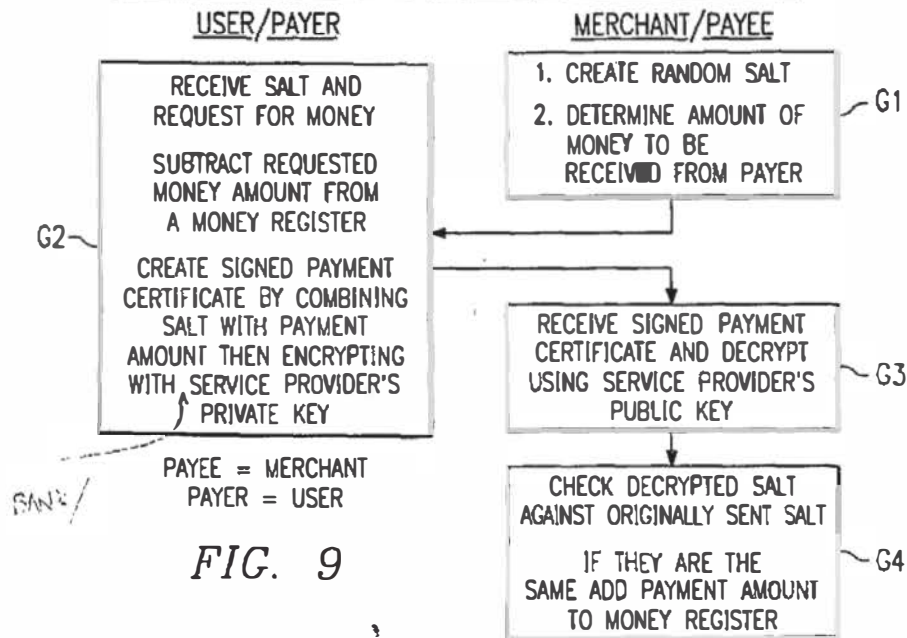 USER/PAYER
RECEIVE SALT AND
REQUEST FOR MONEY
SUBTRACT REQUESTED
MONEY AMOUNT FROM
A MONEY REGISTER
CREATE SIGNED PAYMENT
CERTIFICATE BY COMBINING
SALT WITH PAYMENT
AMOUNT THEN ENCRYPTING
WITH SERVICE PROVIDER'S
PRIVATE KEY
G2
BANK/
PAYEE = MERCHANT
PAYER = USER
FIG. 9
MERCHANT/PAYEE
1. CREATE RANDOM SALT
2. DETERMINE AMOUNT OF
MONEY TO BE
RECEIVED FROM PAYER
G1
RECEIVE SIGNED PAYMENT
CERTIFICATE AND DECRYPT
USING SERVICE PROVIDER'S
PUBLIC KEY
G3
CHECK DECRYPTED SALT
AGAINST ORIGINALLY SENT SALT
IF THEY ARE THE
SAME ADD PAYMENT AMOUNT
TO MONEY REGISTER
G4